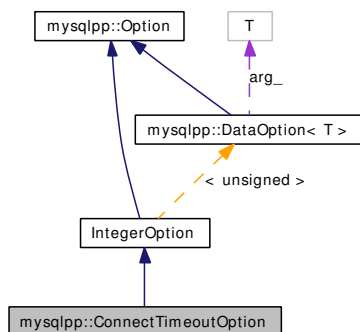 mysqlpp::Option
T
arg_
mysqlpp::DataOption< T >
< unsigned >
IntegerOption
mysqlpp::ConnectTimeoutOption